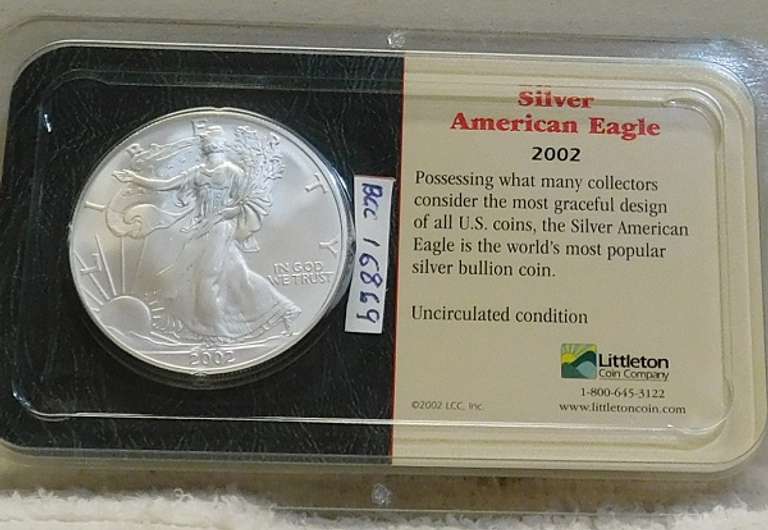 LIBERTY
IN GOD
WE TRUST
2002
Bcc 16869
Silver
American Eagle
2002
Possessing what many collectors
consider the most graceful design
of all U.S. coins, the Silver American
Eagle is the world's most popular
silver bullion coin.
Uncirculated condition
Littleton
Coin Company
1-800-645-3122
©2002 LCC, Inc.
www.littletoncoin.com